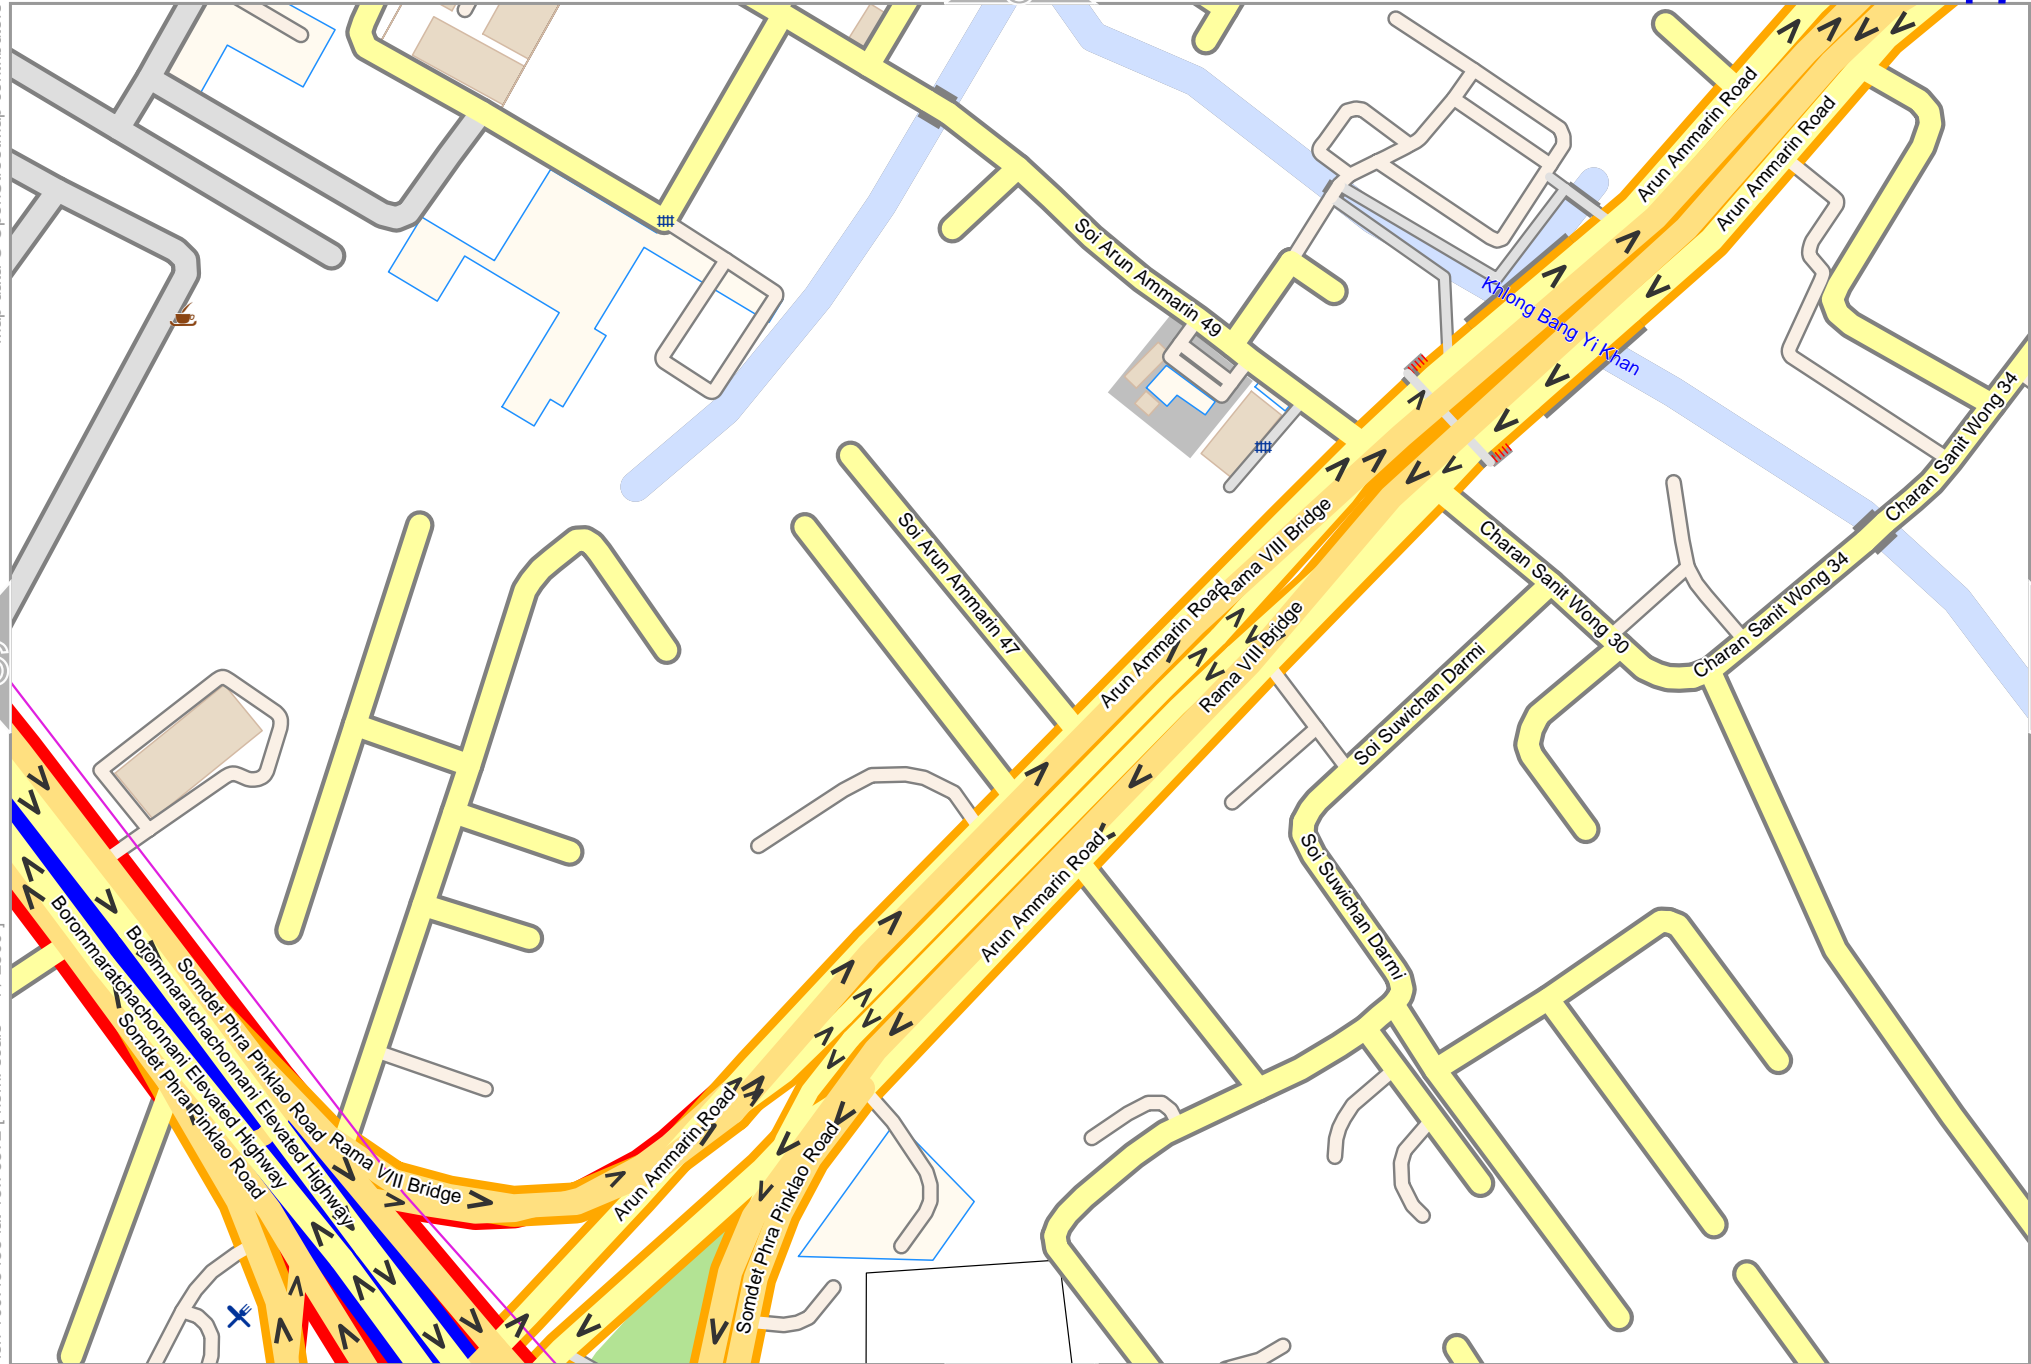 Arun Ammarin Road
Arun Ammarin Road
Soi Arun Ammarin 49
Khlong Bang Yi Khan
Charan Sanit Wong 34
Soi Arun Ammarin 47
Rama VIII Bridge
Charan Sanit Wong 30
Charan Sanit Wong 34
Arun Ammarin Road
Rama VIII Bridge
Soi Suwichan Darmi
Arun Ammarin Road
Soi Suwichan Darmi
Borommaratchachonnani Elevated Highway
Borommaratchachonnani Elevated Highway
Somdet Phra Pinklao Road
Somdet Phra Pinklao Road
Rama VIII Bridge
Arun Ammarin Road
Somdet Phra Pinklao Road